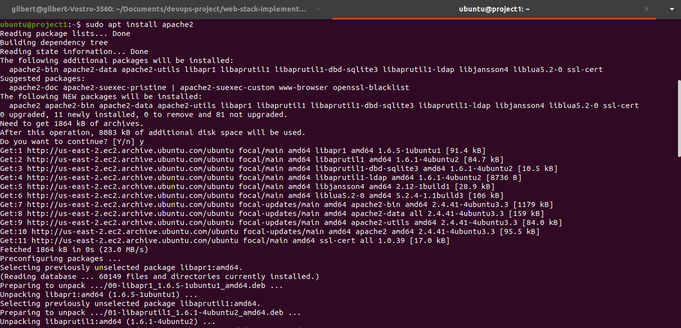 gilbert@gilbert-Vostro-3560: ~/Documents/devops-project/web-stack-implement...
ubuntu@project1: ~
ubuntu@project1:~$ sudo apt install apache2
Reading package lists... Done
Building dependency tree
Reading state information... Done
The following additional packages will be installed:
apache2-bin apache2-data apache2-utils libapr1 libaprutil1 libaprutil1-dbd-sqlite3 libaprutil1-ldap libjansson4 liblua5.2-0 ssl-cert
Suggested packages:
apache2-doc apache2-suexec-pristine | apache2-suexec-custom www-browser openssl-blacklist
The following NEW packages will be installed:
apache2 apache2-bin apache2-data apache2-utils libapr1 libaprutil1 libaprutil1-dbd-sqlite3 libaprutil1-ldap libjansson4 liblua5.2-0 ssl-cert
0 upgraded, 11 newly installed, 0 to remove and 81 not upgraded.
Need to get 1864 kB of archives.
After this operation, 8083 kB of additional disk space will be used.
Do you want to continue? [Y/n] y
Get:1 http://us-east-2.ec2.archive.ubuntu.com/ubuntu focal/main amd64 libapr1 amd64 1.6.5-1ubuntu1 [91.4 kB]
Get:2 http://us-east-2.ec2.archive.ubuntu.com/ubuntu focal/main amd64 libaprutil1 amd64 1.6.1-4ubuntu2 [84.7 kB]
Get:3 http://us-east-2.ec2.archive.ubuntu.com/ubuntu focal/main amd64 libaprutil1-dbd-sqlite3 amd64 1.6.1-4ubuntu2 [10.5 kB]
Get:4 http://us-east-2.ec2.archive.ubuntu.com/ubuntu focal/main amd64 libaprutil1-ldap amd64 1.6.1-4ubuntu2 [8736 B]
Get:5 http://us-east-2.ec2.archive.ubuntu.com/ubuntu focal/main amd64 libjansson4 amd64 2.12-1build1 [28.9 kB]
Get:6 http://us-east-2.ec2.archive.ubuntu.com/ubuntu focal/main amd64 liblua5.2-0 amd64 5.2.4-1.1build3 [106 kB]
Get:7 http://us-east-2.ec2.archive.ubuntu.com/ubuntu focal-updates/main amd64 apache2-bin amd64 2.4.41-4ubuntu3.3 [1179 kB]
Get:8 http://us-east-2.ec2.archive.ubuntu.com/ubuntu focal-updates/main amd64 apache2-data all 2.4.41-4ubuntu3.3 [159 kB]
Get:9 http://us-east-2.ec2.archive.ubuntu.com/ubuntu focal-updates/main amd64 apache2-utils amd64 2.4.41-4ubuntu3.3 [84.0 kB]
Get:10 http://us-east-2.ec2.archive.ubuntu.com/ubuntu focal-updates/main amd64 apache2 amd64 2.4.41-4ubuntu3.3 [95.5 kB]
Get:11 http://us-east-2.ec2.archive.ubuntu.com/ubuntu focal/main amd64 ssl-cert all 1.0.39 [17.0 kB]
Fetched 1864 kB in 0s (23.0 MB/s)
Preconfiguring packages ...
Selecting previously unselected package libapr1:amd64.
(Reading database ... 60149 files and directories currently installed.)
Preparing to unpack .../00-libapr1_1.6.5-1ubuntu1_amd64.deb ...
Unpacking libapr1:amd64 (1.6.5-1ubuntu1) ...
Selecting previously unselected package libaprutil1:amd64.
Preparing to unpack .../01-libaprutil1_1.6.1-4ubuntu2_amd64.deb ...
Unpacking libaprutil1:amd64 (1.6.1-4ubuntu2) ...